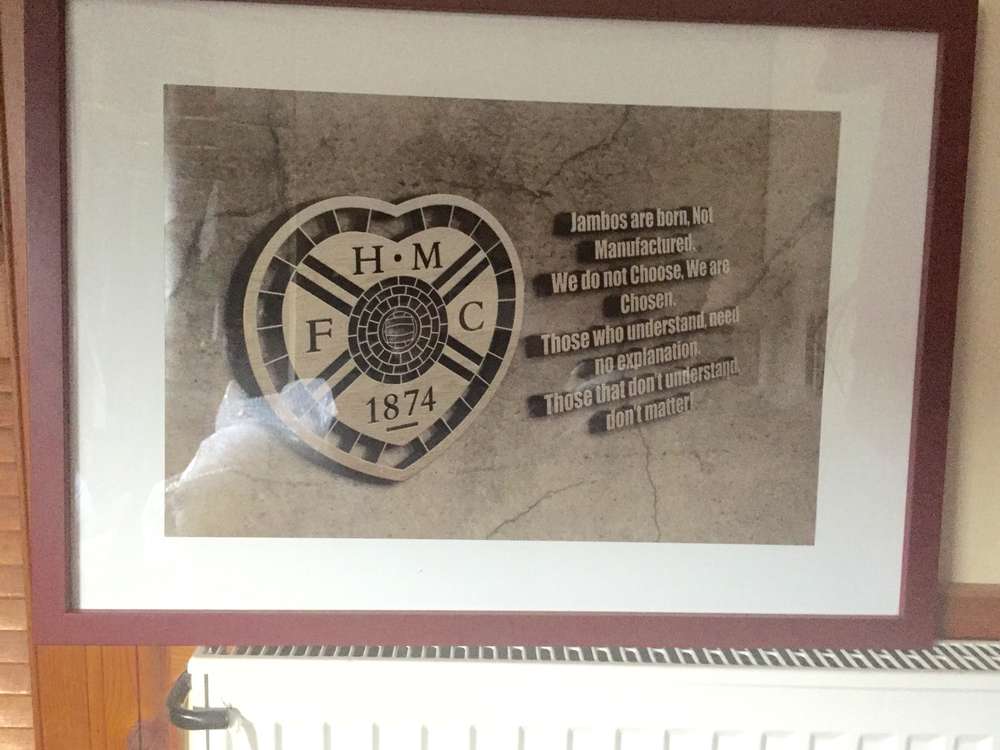 H • M
F C
1874
Jambos are born, Not
Manufactured.
We do not Choose, We are
Chosen.
Those who understand, need
no explanation.
Those that don't understand,
don't matter!